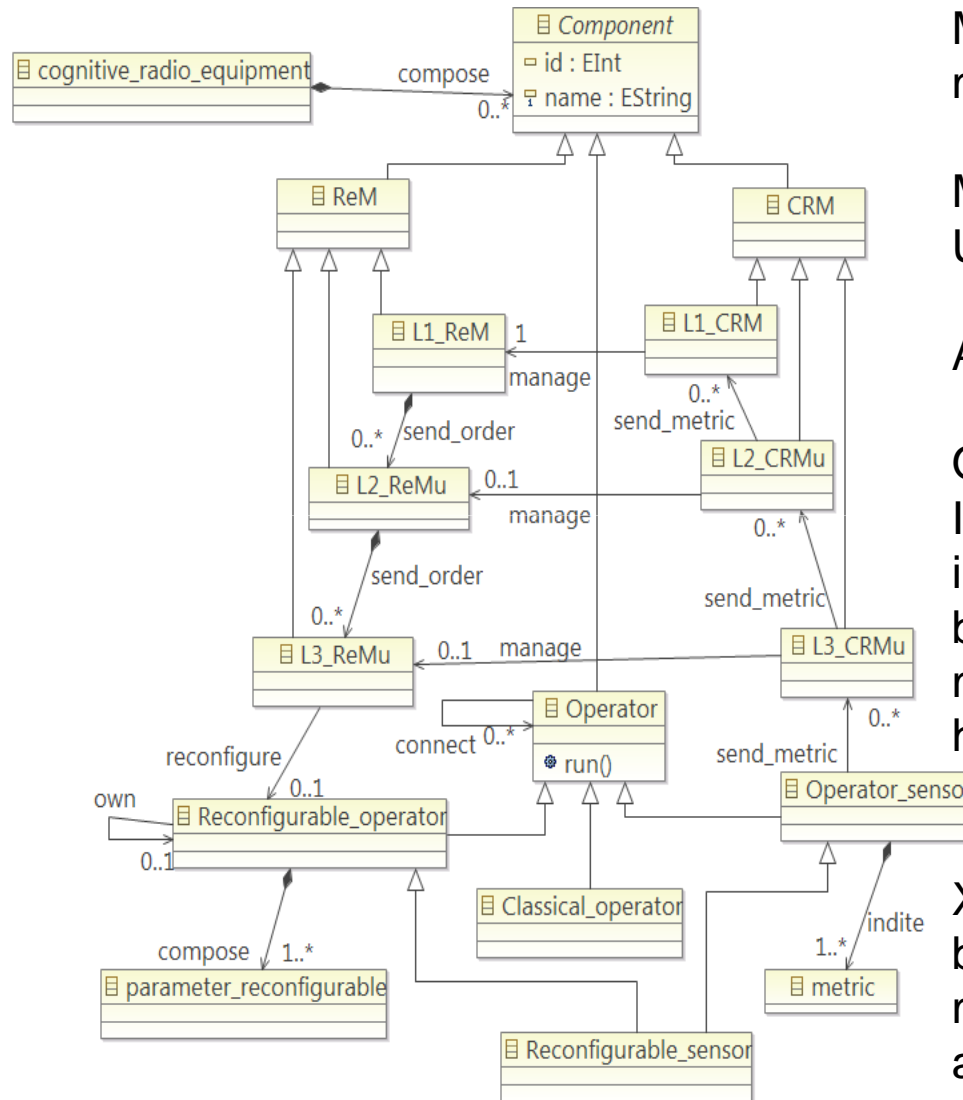 Component
id : EInt
name : EString
cognitive_radio_equipment
compose
0..*
ReM
CRM
L1_ReM
1
manage
L1_CRM
0..*
send_order
0..*
send_metric
L2_ReMu
0..1
manage
L2_CRMu
0..*
send_order
0..*
send_metric
L3_ReMu
0..1
manage
L3_CRMu
0..*
reconfigure
0..1
connect
0..*
Operator
run()
send_metric
own
0..1
Reconfigurable_operator
Operator_senso
Classical_operator
compose
1..*
indite
1..*
parameter_reconfigurable
metric
Reconfigurable_sensor